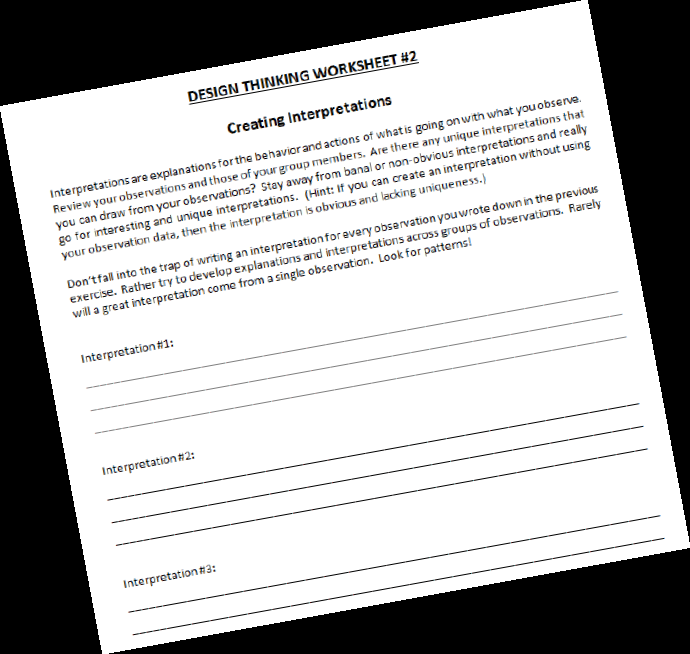 DESIGN THINKING WORKSHEET #2
Creating Interpretations
Interpretations are explanations for the behavior and actions of what is going on with what you observe.
Review your observations and those of your group members. Are there any unique interpretations that
you can draw from your observations? Stay away from banal or non-obvious interpretations and really
go for interesting and unique interpretations. (Hint: If you can create an interpretation without using
your observation data, then the interpretation is obvious and lacking uniqueness.)
Don't fall into the trap of writing an interpretation for every observation you wrote down in the previous
exercise. Rather try to develop explanations and interpretations across groups of observations. Rarely
will a great interpretation come from a single observation. Look for patterns!
Interpretation #1:
Interpretation #2:
Interpretation #3: